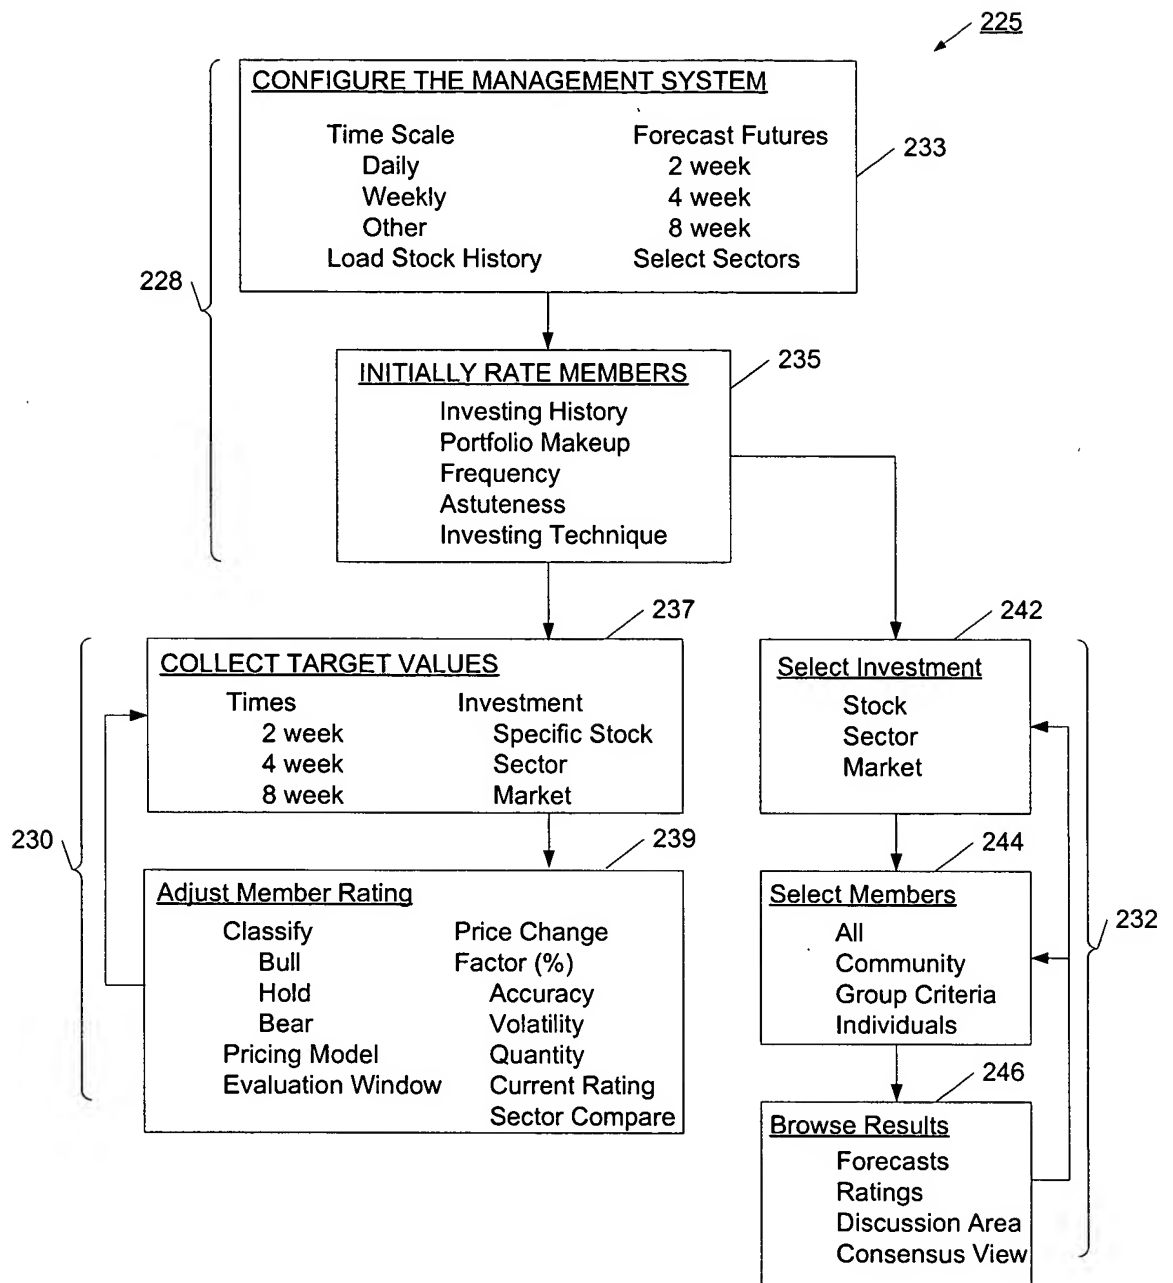 225
CONFIGURE THE MANAGEMENT SYSTEM
Time Scale
Daily
Weekly
Other
Load Stock History
Forecast Futures
2 week
4 week
8 week
Select Sectors
233
228
INITIALLY RATE MEMBERS
Investing History
Portfolio Makeup
Frequency
Astuteness
Investing Technique
235
237
COLLECT TARGET VALUES
Times
2 week
4 week
8 week
Investment
Specific Stock
Sector
Market
230
239
Adjust Member Rating
Classify
Bull
Hold
Bear
Pricing Model
Evaluation Window
Price Change
Factor (%)
Accuracy
Volatility
Quantity
Current Rating
Sector Compare
242
Select Investment
Stock
Sector
Market
244
Select Members
All
Community
Group Criteria
Individuals
232
246
Browse Results
Forecasts
Ratings
Discussion Area
Consensus View